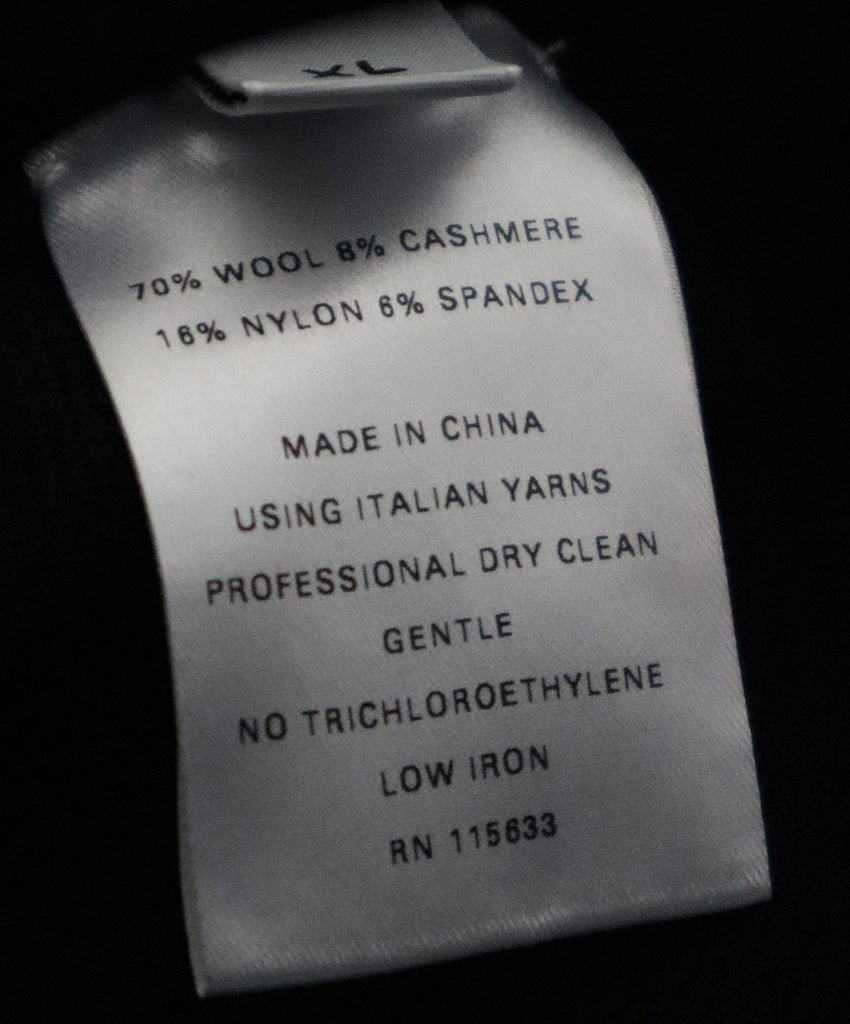 XL
70% WOOL 8% CASHMERE
16% NYLON 6% SPANDEX
MADE IN CHINA
USING ITALIAN YARNS
PROFESSIONAL DRY CLEAN
GENTLE
NO TRICHLOROETHYLENE
LOW IRON
RN 115633